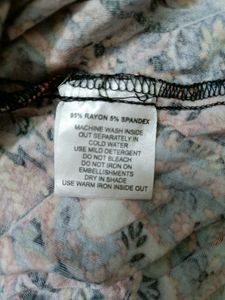 95% RAYON 5% SPANDEX
MACHINE WASH INSIDE
OUT SEPARATELY IN
COLD WATER
USE MILD DETERGENT
DO NOT BLEACH
DO NOT IRON ON
EMBELLISHMENTS
DRY IN SHADE
USE WARM IRON INSIDE OUT